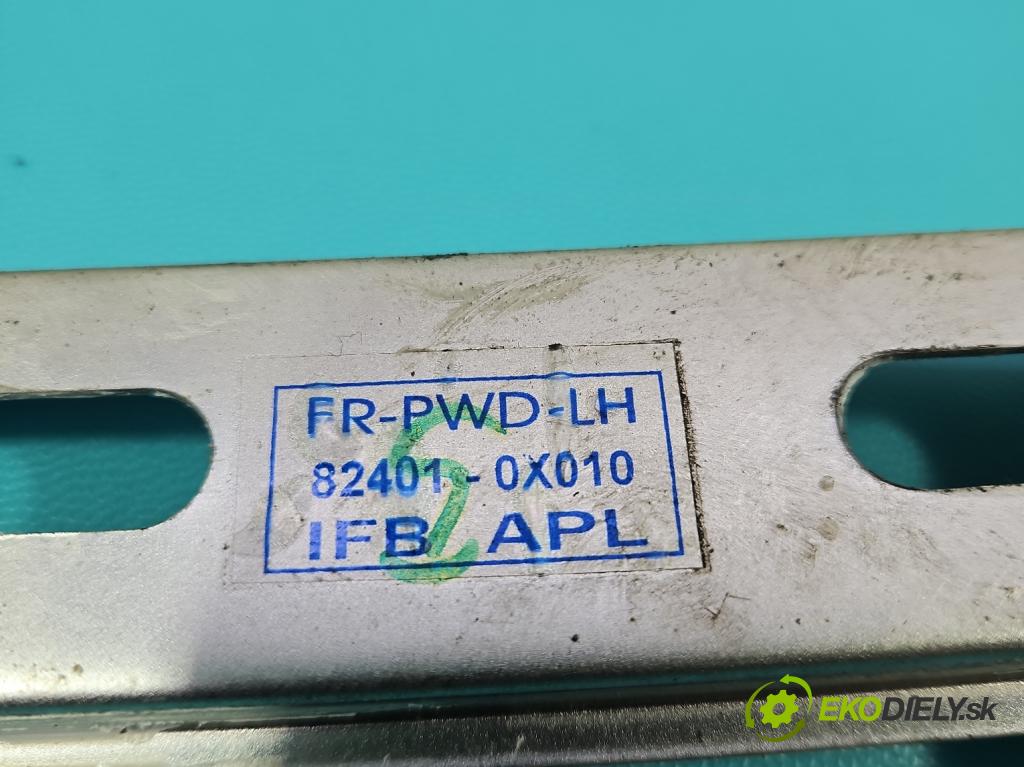 FR-PWD-LH
82401-0X010
IFB APL
EKODIELY.sk